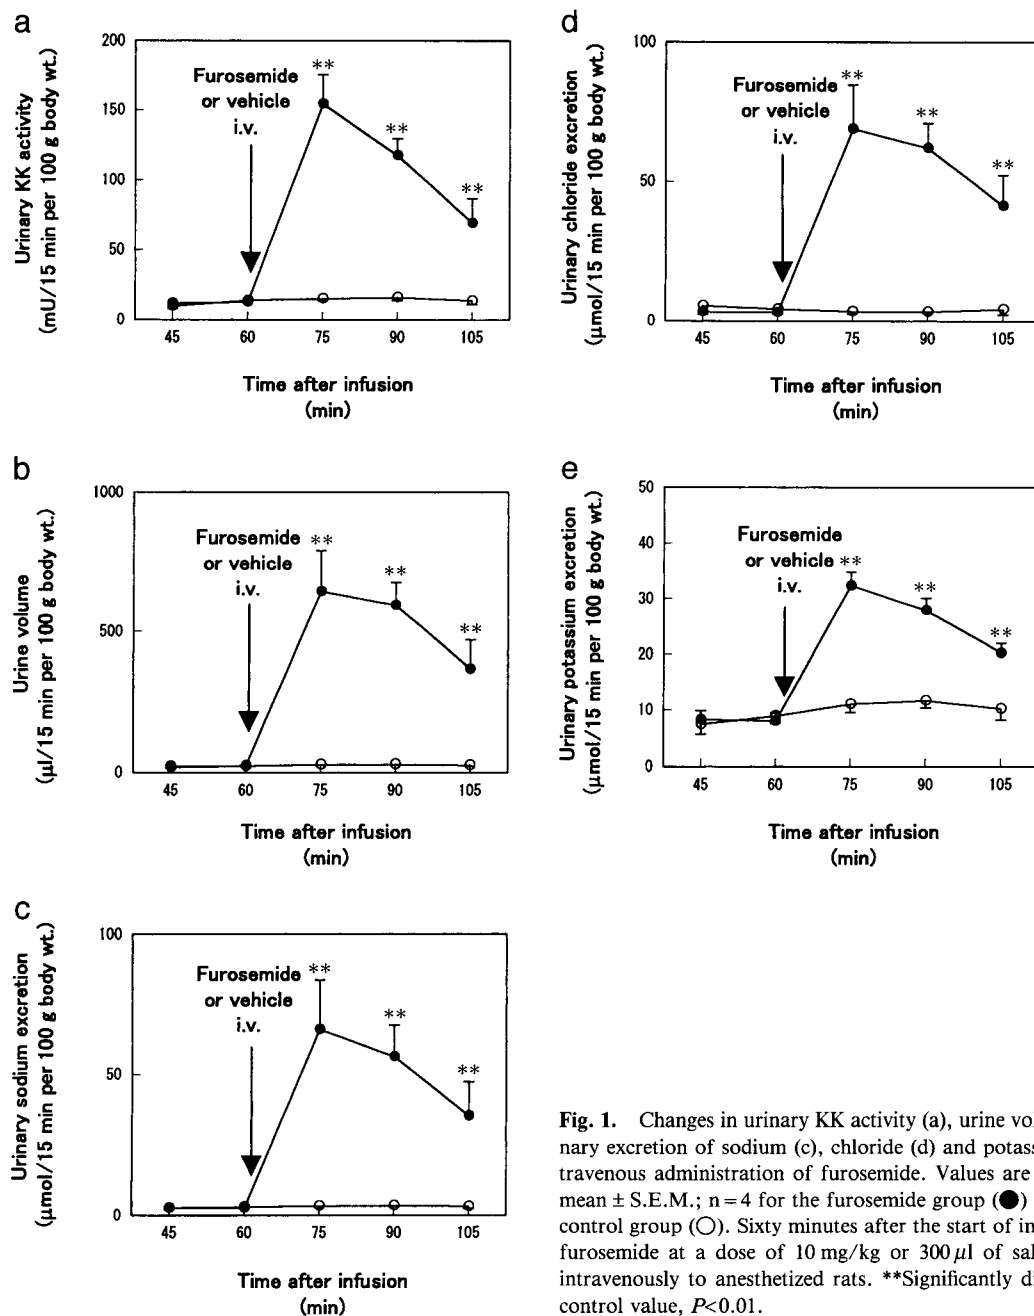 a
Urinary KK activity
(mU/15 min per 100 g body wt.)
200
150
100
50
0
Furosemide
or vehicle
i.v.
**
**
**
45 60 75 90 105
Time after infusion
(min)
d
Urinary chloride excretion
(μmol/15 min per 100 g body wt.)
100
50
0
Furosemide
or vehicle
i.v.
**
**
**
45 60 75 90 105
Time after infusion
(min)
b
Urine volume
(μl/15 min per 100 g body wt.)
1000
500
0
Furosemide
or vehicle
i.v.
**
**
**
45 60 75 90 105
Time after infusion
(min)
e
Urinary potassium excretion
(μmol/15 min per 100 g body wt.)
50
40
30
20
10
0
Furosemide
or vehicle
i.v.
**
**
**
45 60 75 90 105
Time after infusion
(min)
c
Urinary sodium excretion
(μmol/15 min per 100 g body wt.)
100
50
0
Furosemide
or vehicle
i.v.
**
**
**
45 60 75 90 105
Time after infusion
(min)
Fig. 1. Changes in urinary KK activity (a), urine vol
nary excretion of sodium (c), chloride (d) and potass
travenous administration of furosemide. Values are
mean ± S.E.M.; n = 4 for the furosemide group (●)
control group (○). Sixty minutes after the start of in
furosemide at a dose of 10 mg/kg or 300 μl of sal
intravenously to anesthetized rats. **Significantly di
control value, P<0.01.